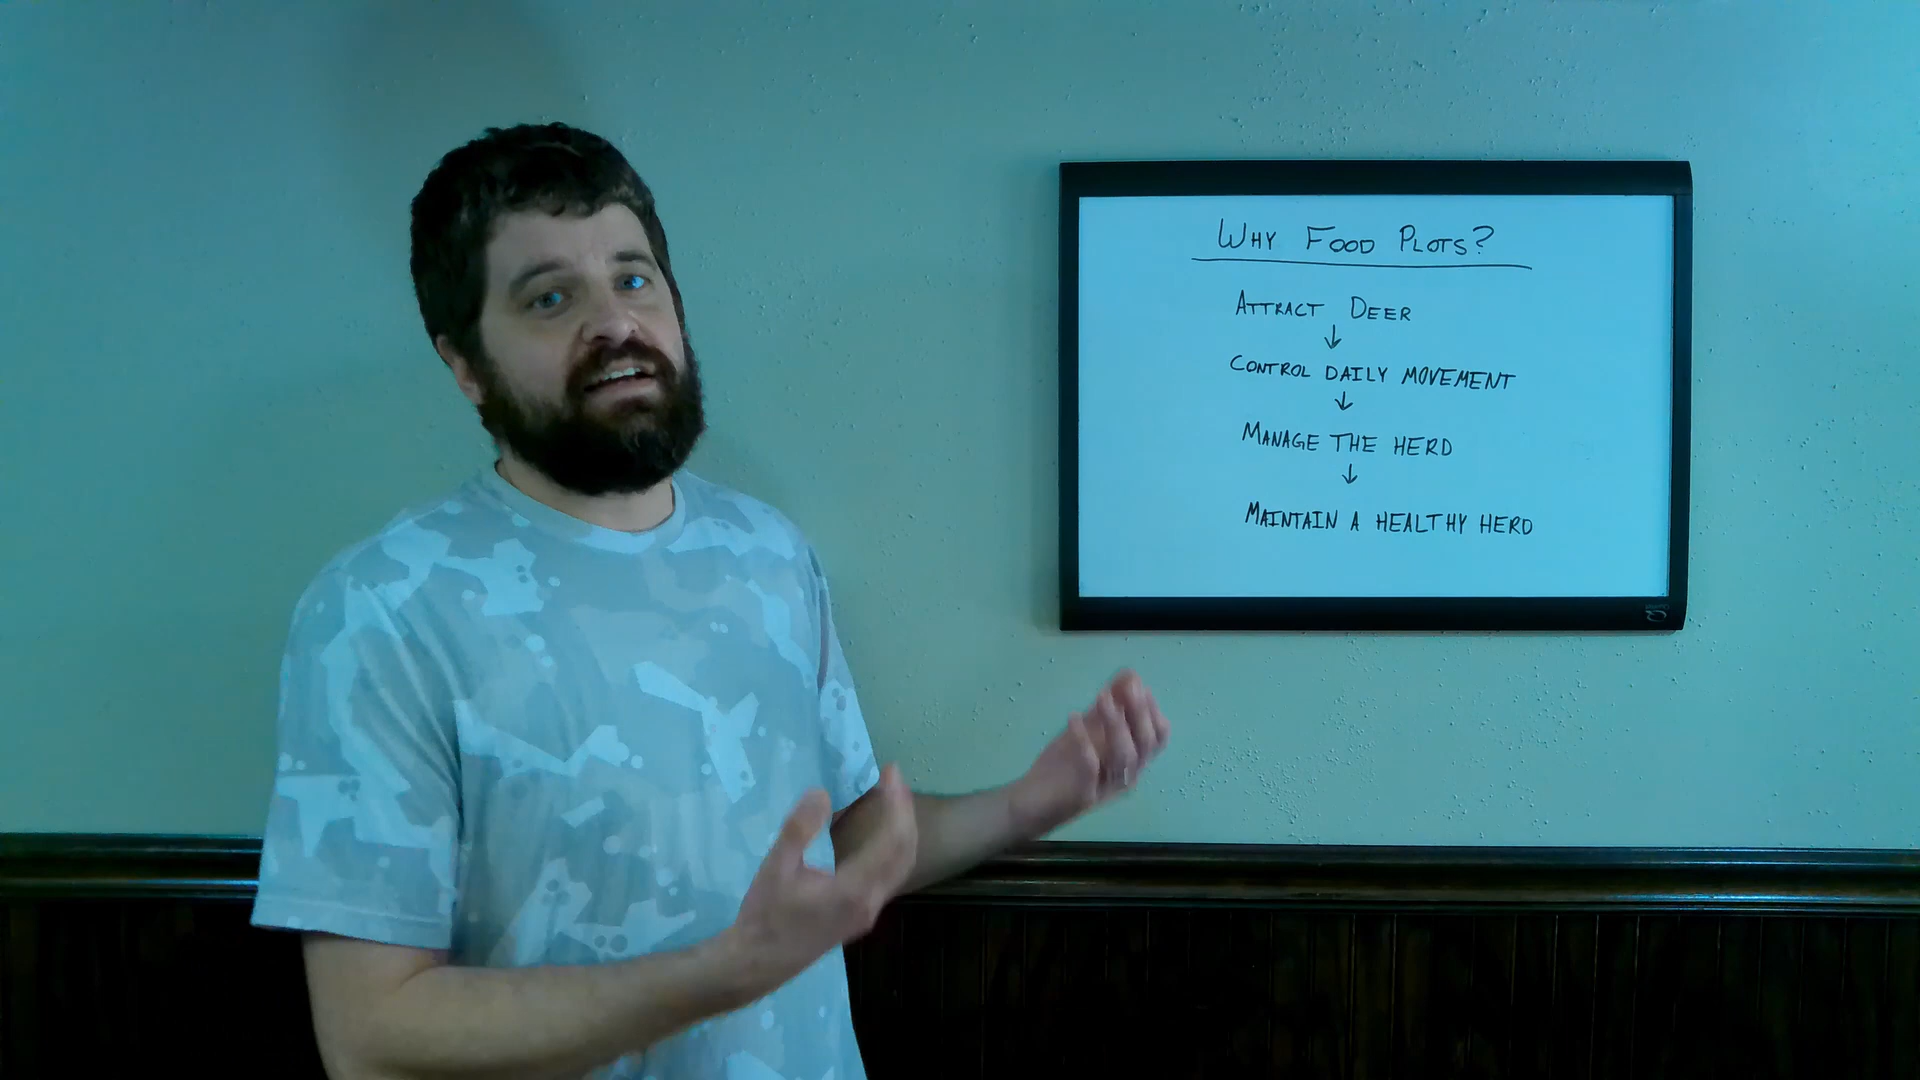 WHY FOOD PLOTS?
ATTRACT DEER
↓
CONTROL DAILY MOVEMENT
↓
MANAGE THE HERD
↓
MAINTAIN A HEALTHY HERD